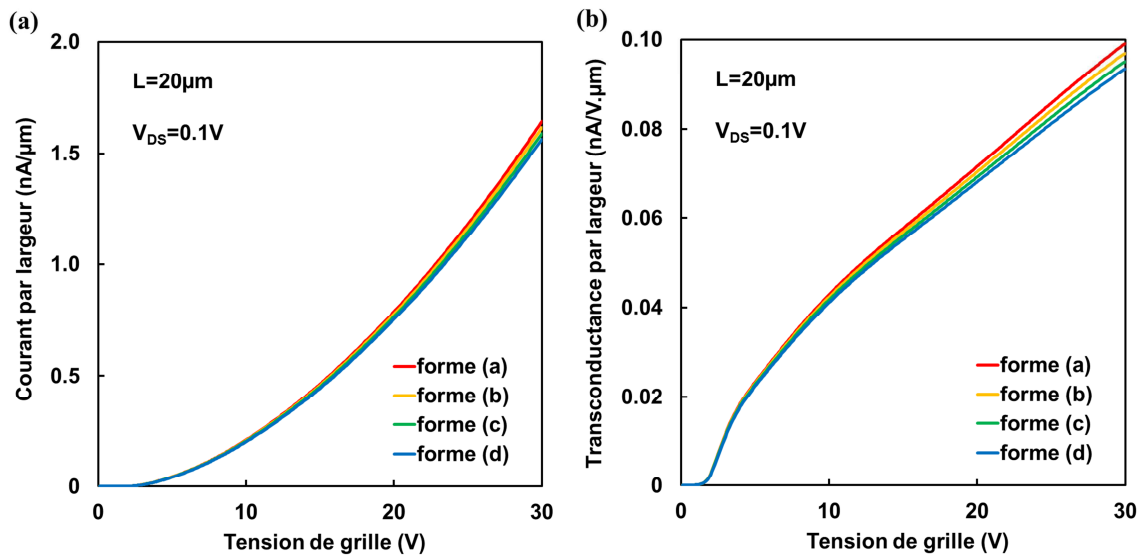 (a)
Courant par largeur (nA/µm)
2.0
1.5
1.0
0.5
0
L=20µm
V_DS=0.1V
forme (a)
forme (b)
forme (c)
forme (d)
0 10 20 30
Tension de grille (V)
(b)
Transconductance par largeur (nA/V.µm)
0.10
0.08
0.06
0.04
0.02
0
L=20µm
V_DS=0.1V
forme (a)
forme (b)
forme (c)
forme (d)
0 10 20 30
Tension de grille (V)